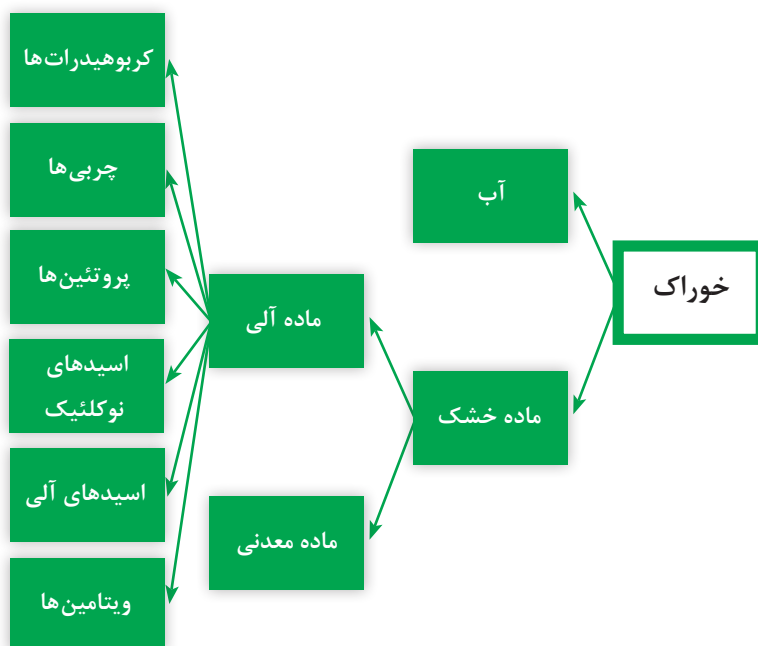 خوراک
آب
ماده خشک
ماده آلی
ماده معدنی
کربوهیدرات‌ها
چربی‌ها
پروتئین‌ها
اسیدهای
نوکلئیک
اسیدهای آلی
ویتامین‌ها